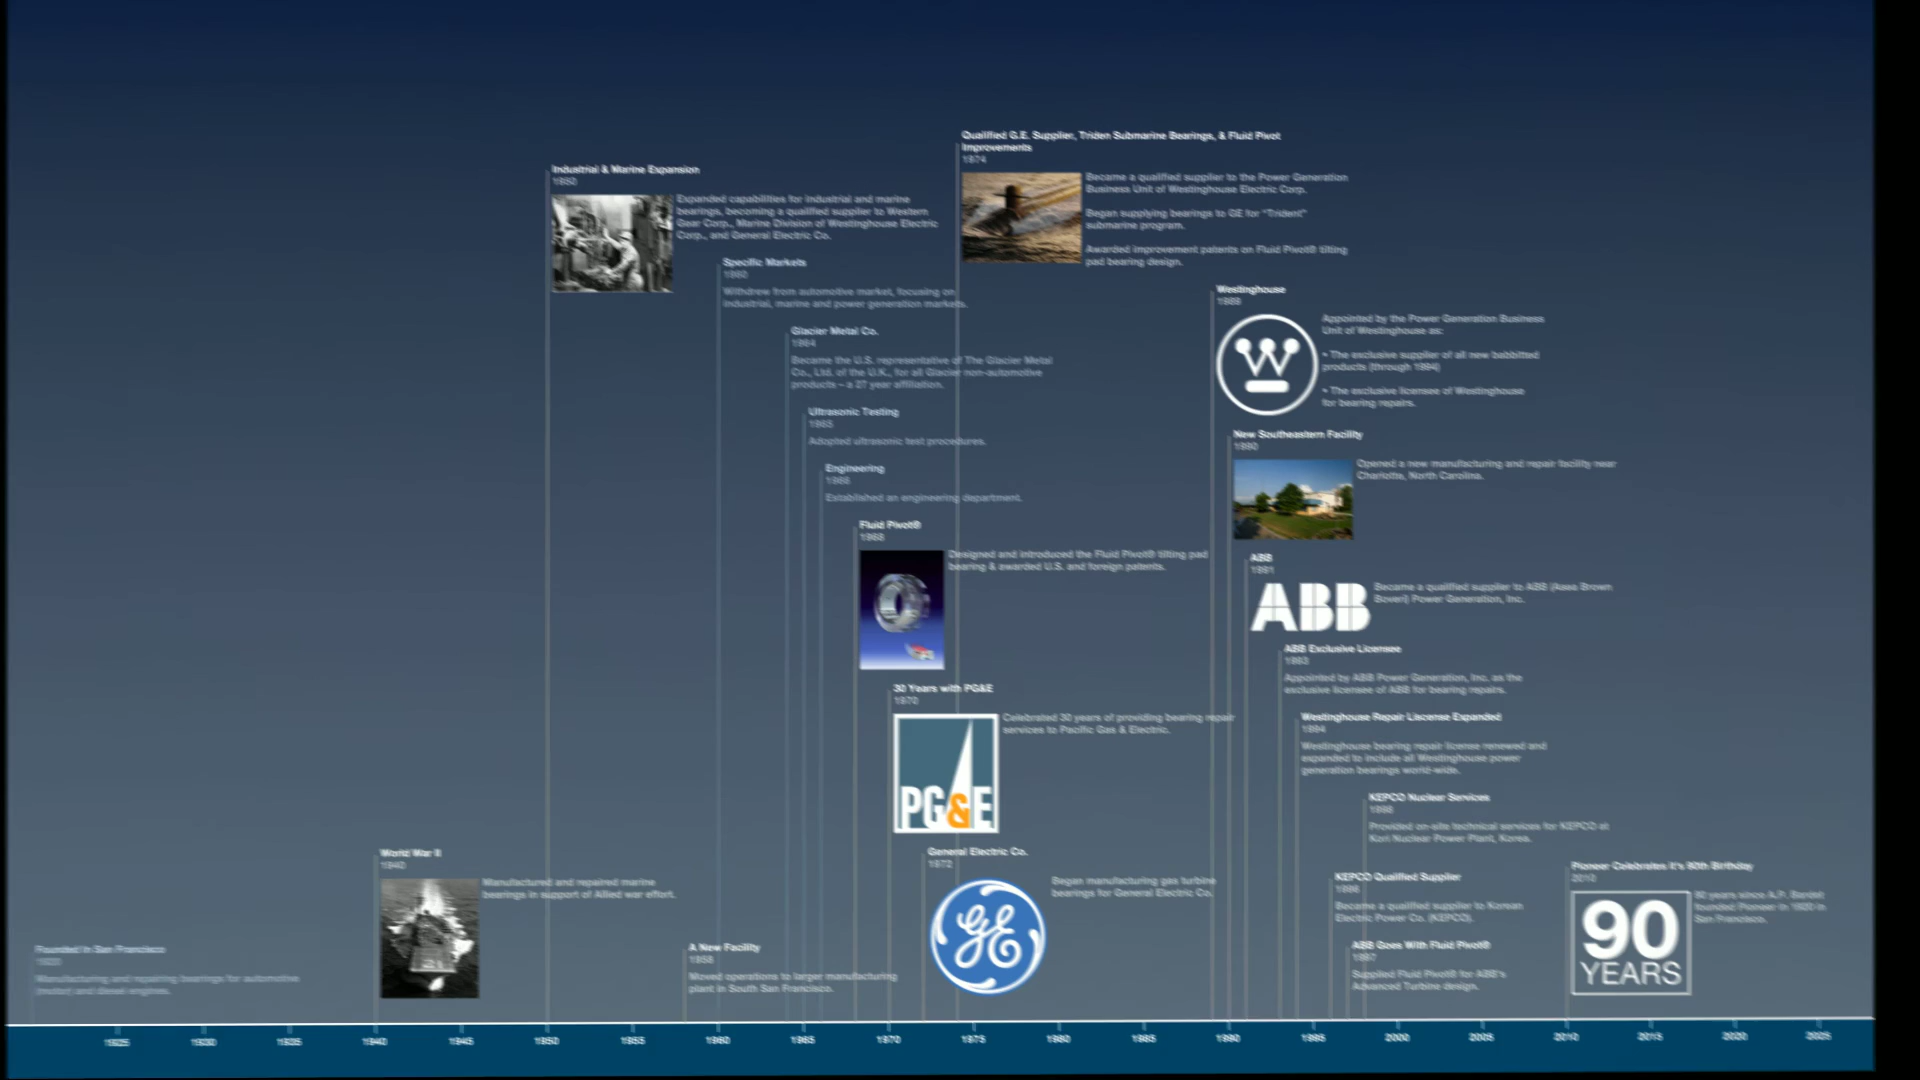 Qualified G.E. Supplier, Triden Submarine Bearings, & Fluid Pivot
Improvements
1974
Became a qualified supplier to the Power Generation
Business Unit of Westinghouse Electric Corp.
Began supplying bearings to GE for "Trident"
submarine program.
Awarded improvement patents on Fluid Pivot® tilting
pad bearing design.
Industrial & Marine Expansion
1950
Expanded capabilities for industrial and marine
bearings, becoming a qualified supplier to Western
Gear Corp., Marine Division of Westinghouse Electric
Corp., and General Electric Co.
Specific Markets
1960
Withdrew from automotive market, focusing on
industrial, marine and power generation markets.
Glacier Metal Co.
1964
Became the U.S. representative of The Glacier Metal
Co., Ltd. of the U.K., for all Glacier non-automotive
products – a 27 year affiliation.
Ultrasonic Testing
1965
Adopted ultrasonic test procedures.
Engineering
1966
Established an engineering department.
Fluid Pivot®
1968
Designed and introduced the Fluid Pivot® tilting pad
bearing & awarded U.S. and foreign patents.
30 Years with PG&E
1970
Celebrated 30 years of providing bearing repair
services to Pacific Gas & Electric.
PG&E
General Electric Co.
1972
Began manufacturing gas turbine
bearings for General Electric Co.
GE
Westinghouse
1989
Appointed by the Power Generation Business
Unit of Westinghouse as:
• The exclusive supplier of all new babbitted
products (through 1994)
• The exclusive licensee of Westinghouse
for bearing repairs.
W
New Southeastern Facility
1990
Opened a new manufacturing and repair facility near
Charlotte, North Carolina.
ABB
1991
ABB
Became a qualified supplier to ABB (Asea Brown
Boveri) Power Generation, Inc.
ABB Exclusive Licensee
1993
Appointed by ABB Power Generation, Inc. as the
exclusive licensee of ABB for bearing repairs.
Westinghouse Repair Liscense Expanded
1994
Westinghouse bearing repair license renewed and
expanded to include all Westinghouse power
generation bearings world-wide.
KEPCO Nuclear Services
1998
Provided on-site technical services for KEPCO at
Kori Nuclear Power Plant, Korea.
KEPCO Qualified Supplier
1996
Became a qualified supplier to Korean
Electric Power Co. (KEPCO).
ABB Goes With Fluid Pivot®
1997
Supplied Fluid Pivot® for ABB's
Advanced Turbine design.
Pioneer Celebrates It's 90th Birthday
2010
90
YEARS
90 years since A.P. Bardet
founded Pioneer in 1920 in
San Francisco.
World War II
1940
Manufactured and repaired marine
bearings in support of Allied war effort.
Founded in San Francisco
1920
Manufacturing and repairing bearings for automotive
(motor) and diesel engines.
A New Facility
1958
Moved operations to larger manufacturing
plant in South San Francisco.
1925 1930 1935 1940 1945 1950 1955 1960 1965 1970 1975 1980 1985 1990 1995 2000 2005 2010 2015 2020 2025